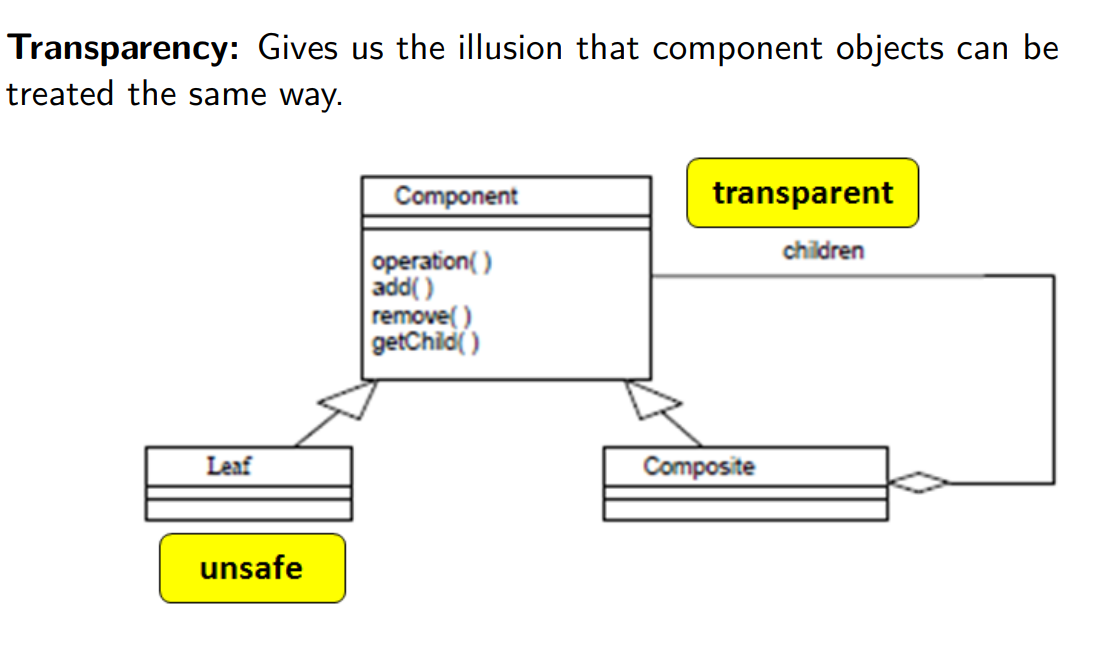 Transparency: Gives us the illusion that component objects can be
treated the same way.
Component
transparent
children
operation( )
add( )
remove( )
getChild( )
Leaf
Composite
unsafe